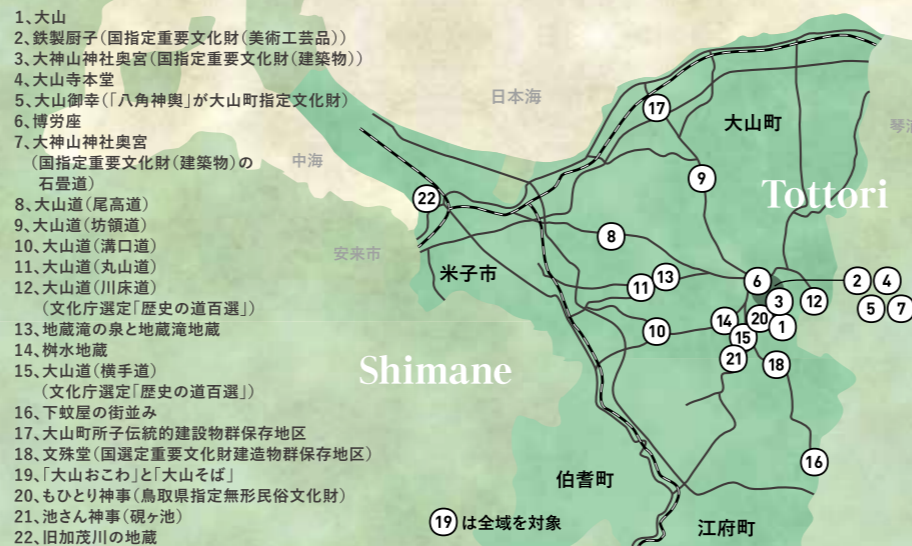 1、大山
2、鉄製厨子(国指定重要文化財(美術工芸品))
3、大神山神社奥宮(国指定重要文化財(建築物))
4、大山寺本堂
5、大山御幸(「八角神輿」が大山町指定文化財)
6、博労座
7、大神山神社奥宮
(国指定重要文化財(建築物)の
石畳道)
8、大山道(尾高道)
9、大山道(坊領道)
10、大山道(溝口道)
11、大山道(丸山道)
12、大山道(川床道)
(文化庁選定「歴史の道百選」)
13、地蔵滝の泉と地蔵滝地蔵
14、桝水地蔵
15、大山道(横手道)
(文化庁選定「歴史の道百選」)
16、下蚊屋の街並み
17、大山町所子伝統的建設物群保存地区
18、文殊堂(国選定重要文化財建造物群保存地区)
19、「大山おこわ」と「大山そば」
20、もひとり神事(鳥取県指定無形民俗文化財)
21、池さん神事(硯ヶ池)
22、旧加茂川の地蔵
日本海
中海
安来市
米子市
大山町
Tottori
Shimane
伯耆町
江府町
17
9
22
8
6
2
4
13
11
3
12
5
7
14
20
1
10
15
21
18
16
19 は全域を対象